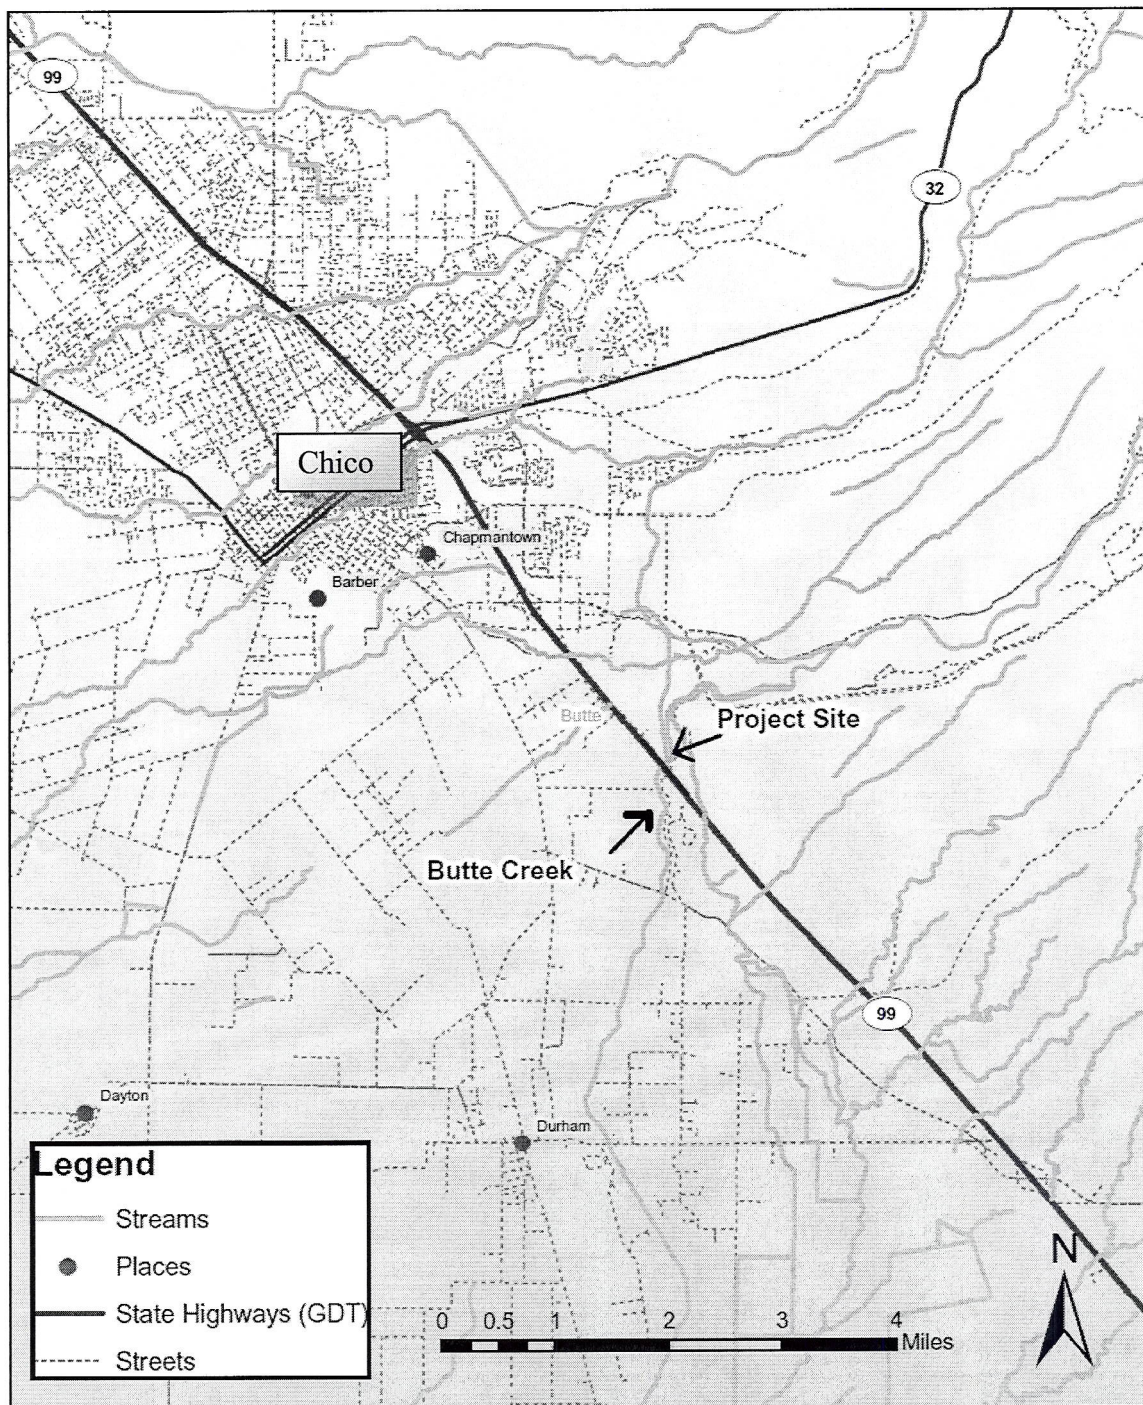 99
32
Chico
Chapmantown
Barber
Butte
Project Site
Butte Creek
99
Dayton
Durham
Legend
Streams
Places
State Highways (GDT)
Streets
N
0 0.5 1 2 3 4
Miles